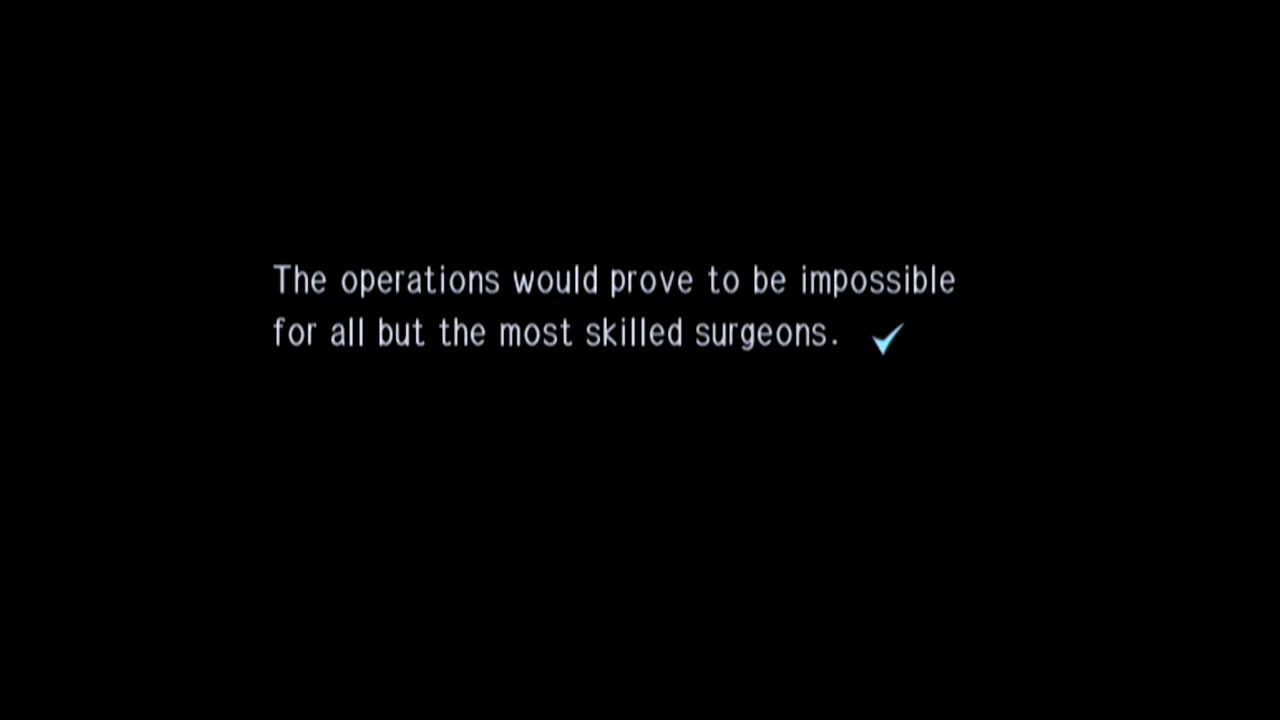 The operations would prove to be impossible
for all but the most skilled surgeons.